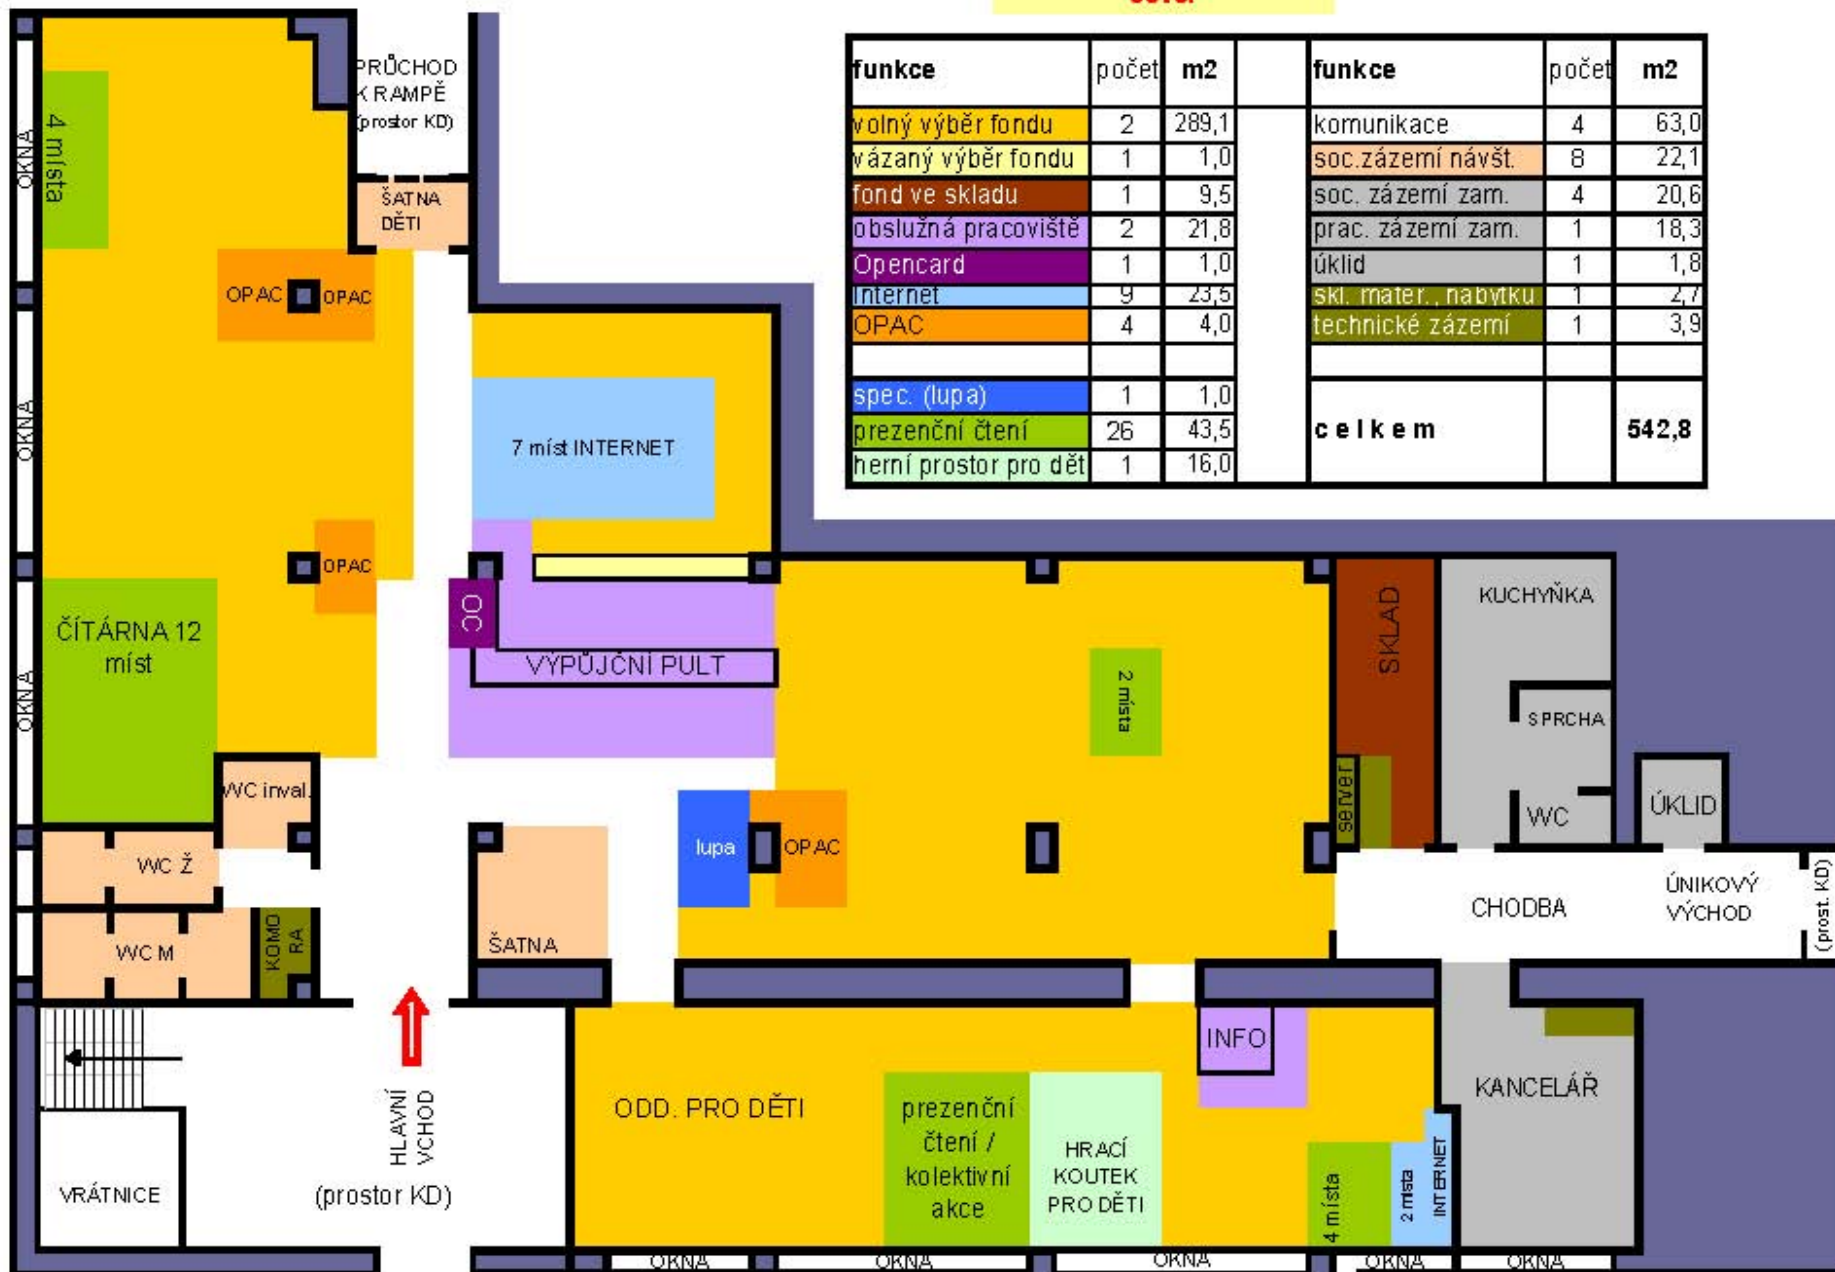 funkce počet m2 funkce počet m2
volný výběr fondu 2 289,1 komunikace 4 63,0
vázaný výběr fondu 1 1,0 soc.zázemí návšt. 8 22,1
fond ve skladu 1 9,5 soc. zázemí zam. 4 20,6
obslužná pracoviště 2 21,8 prac. zázemí zam. 1 18,3
Opencard 1 1,0 úklid 1 1,8
Internet 9 23,5 skl. mater., nábytku 1 2,7
OPAC 4 4,0 technické zázemí 1 3,9
spec. (lupa) 1 1,0
prezenční čtení 26 43,5 celkem 542,8
herní prostor pro dět 1 16,0
PRŮCHOD
K RAMPĚ
(prostor KD)
OKNA
4 místa
ŠATNA
DĚTI
OPAC OPAC
OKNA
7 míst INTERNET
OPAC
OC
ČÍTÁRNA 12
míst
OKNA
VÝPŮJČNÍ PULT
2 místa
SKLAD
KUCHYŇKA
SPRCHA
WC
server
ÚKLID
WC inval.
WC Ž
lupa
OPAC
WC M
KOMO
RA
ŠATNA
CHODBA
ÚNIKOVÝ
VÝCHOD
(prost. KD)
HLAVNÍ
VCHOD
(prostor KD)
VRÁTNICE
ODD. PRO DĚTI
prezenční
čtení /
kolektivní
akce
HRACÍ
KOUTEK
PRO DĚTI
INFO
4 místa
2 místa
INTERNET
KANCELÁŘ
OKNA OKNA OKNA OKNA OKNA